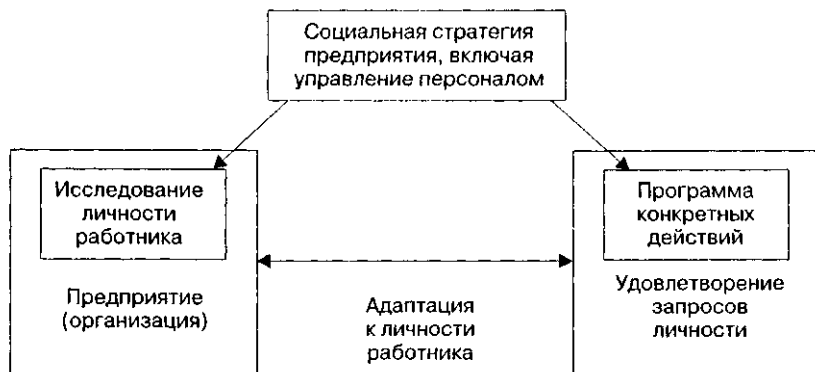 Социальная стратегия
предприятия, включая
управление персоналом
Исследование
личности
работника
Предприятие
(организация)
Адаптация
к личности
работника
Программа
конкретных
действий
Удовлетворение
запросов
личности